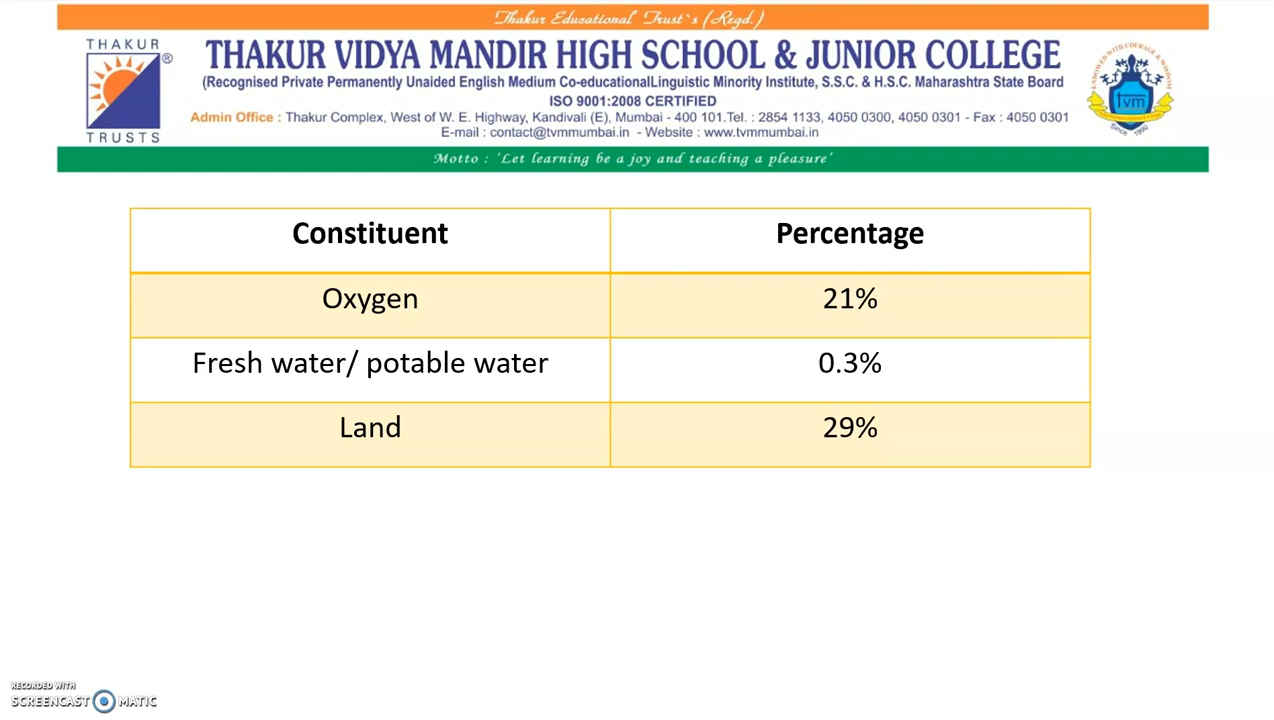 Thakur Educational Trust`s (Regd.)
THAKUR
TRUSTS
®
THAKUR VIDYA MANDIR HIGH SCHOOL & JUNIOR COLLEGE
(Recognised Private Permanently Unaided English Medium Co-educationalLinguistic Minority Institute, S.S.C. & H.S.C. Maharashtra State Board
ISO 9001:2008 CERTIFIED
Admin Office : Thakur Complex, West of W. E. Highway, Kandivali (E), Mumbai - 400 101.Tel. : 2854 1133, 4050 0300, 4050 0301 - Fax : 4050 0301
E-mail : contact@tvmmumbai.in - Website : www.tvmmumbai.in
tvm
Since 1990
Motto : ‘Let learning be a joy and teaching a pleasure’
Constituent Percentage
Oxygen 21%
Fresh water/ potable water 0.3%
Land 29%
RECORDED WITH
SCREENCAST MATIC